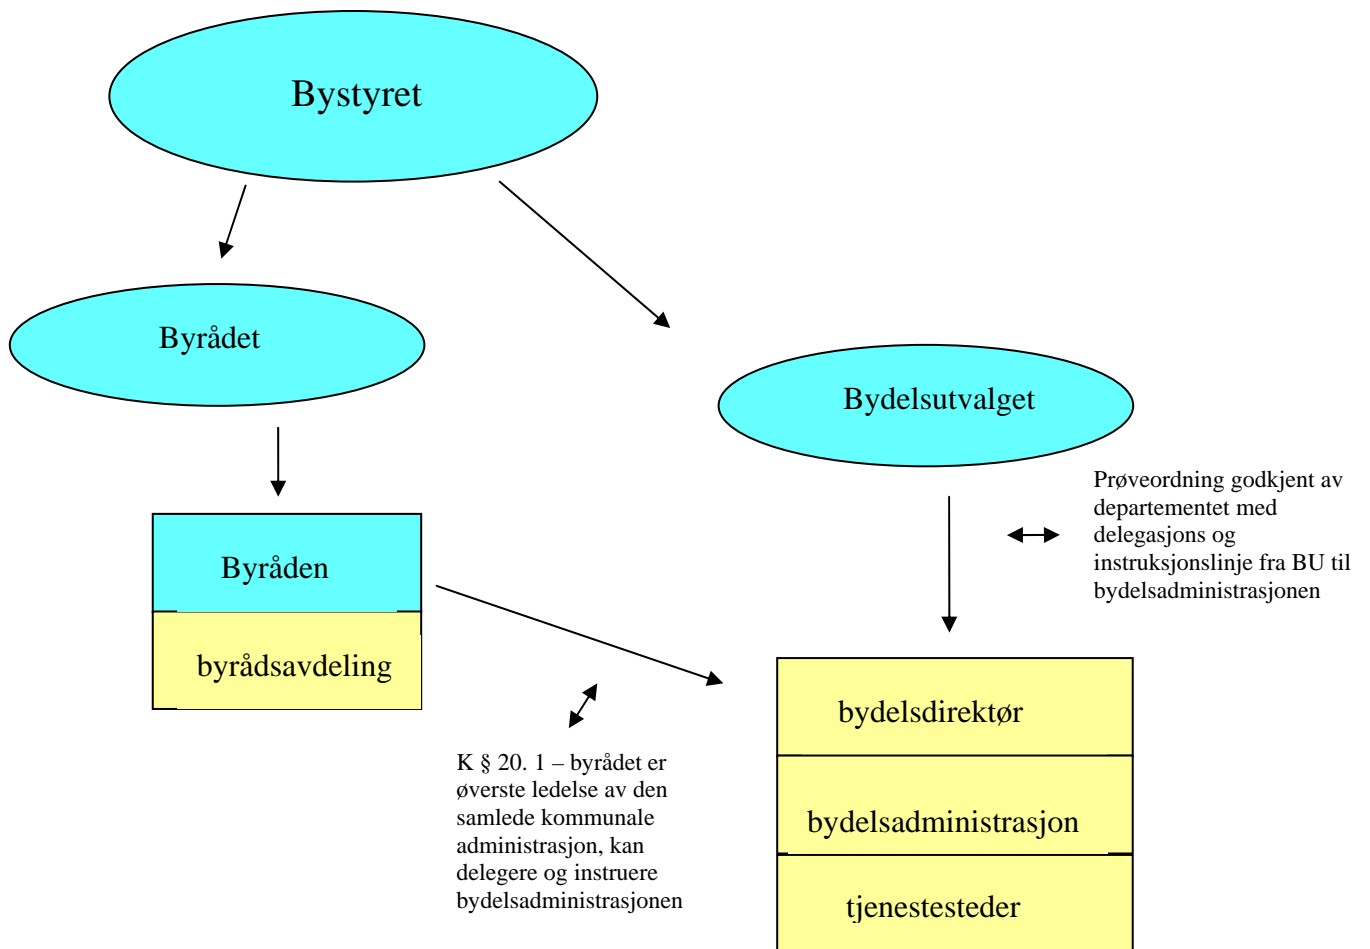 Bystyret
Byrådet
Bydelsutvalget
Prøveordning godkjent av
departementet med
delegasjons og
instruksjonslinje fra BU til
bydelsadministrasjonen
Byråden
byrådsavdeling
bydelsdirektør
K § 20. 1 – byrådet er
øverste ledelse av den
samlede kommunale
administrasjon, kan
delegere og instruere
bydelsadministrasjonen
bydelsadministrasjon
tjenestesteder